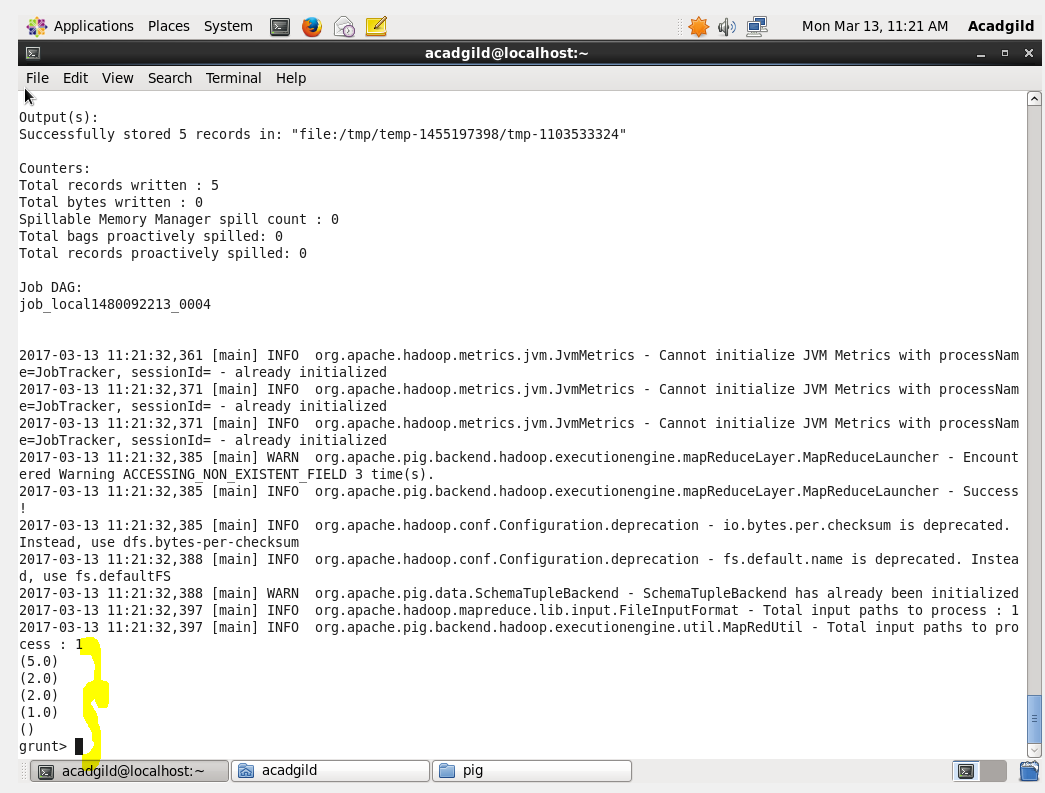 Applications Places System Mon Mar 13, 11:21 AM Acadgild
acadgild@localhost:~
File Edit View Search Terminal Help
Output(s):
Successfully stored 5 records in: "file:/tmp/temp-1455197398/tmp-1103533324"
Counters:
Total records written : 5
Total bytes written : 0
Spillable Memory Manager spill count : 0
Total bags proactively spilled: 0
Total records proactively spilled: 0
Job DAG:
job_local1480092213_0004
2017-03-13 11:21:32,361 [main] INFO  org.apache.hadoop.metrics.jvm.JvmMetrics - Cannot initialize JVM Metrics with processNam
e=JobTracker, sessionId= - already initialized
2017-03-13 11:21:32,371 [main] INFO  org.apache.hadoop.metrics.jvm.JvmMetrics - Cannot initialize JVM Metrics with processNam
e=JobTracker, sessionId= - already initialized
2017-03-13 11:21:32,371 [main] INFO  org.apache.hadoop.metrics.jvm.JvmMetrics - Cannot initialize JVM Metrics with processNam
e=JobTracker, sessionId= - already initialized
2017-03-13 11:21:32,385 [main] WARN  org.apache.pig.backend.hadoop.executionengine.mapReduceLayer.MapReduceLauncher - Encount
ered Warning ACCESSING_NON_EXISTENT_FIELD 3 time(s).
2017-03-13 11:21:32,385 [main] INFO  org.apache.pig.backend.hadoop.executionengine.mapReduceLayer.MapReduceLauncher - Success
!
2017-03-13 11:21:32,385 [main] INFO  org.apache.hadoop.conf.Configuration.deprecation - io.bytes.per.checksum is deprecated.
Instead, use dfs.bytes-per-checksum
2017-03-13 11:21:32,388 [main] INFO  org.apache.hadoop.conf.Configuration.deprecation - fs.default.name is deprecated. Instea
d, use fs.defaultFS
2017-03-13 11:21:32,388 [main] WARN  org.apache.pig.data.SchemaTupleBackend - SchemaTupleBackend has already been initialized
2017-03-13 11:21:32,397 [main] INFO  org.apache.hadoop.mapreduce.lib.input.FileInputFormat - Total input paths to process : 1
2017-03-13 11:21:32,397 [main] INFO  org.apache.pig.backend.hadoop.executionengine.util.MapRedUtil - Total input paths to pro
cess : 1
(5.0)
(2.0)
(2.0)
(1.0)
()
grunt>
acadgild@localhost:~ acadgild pig